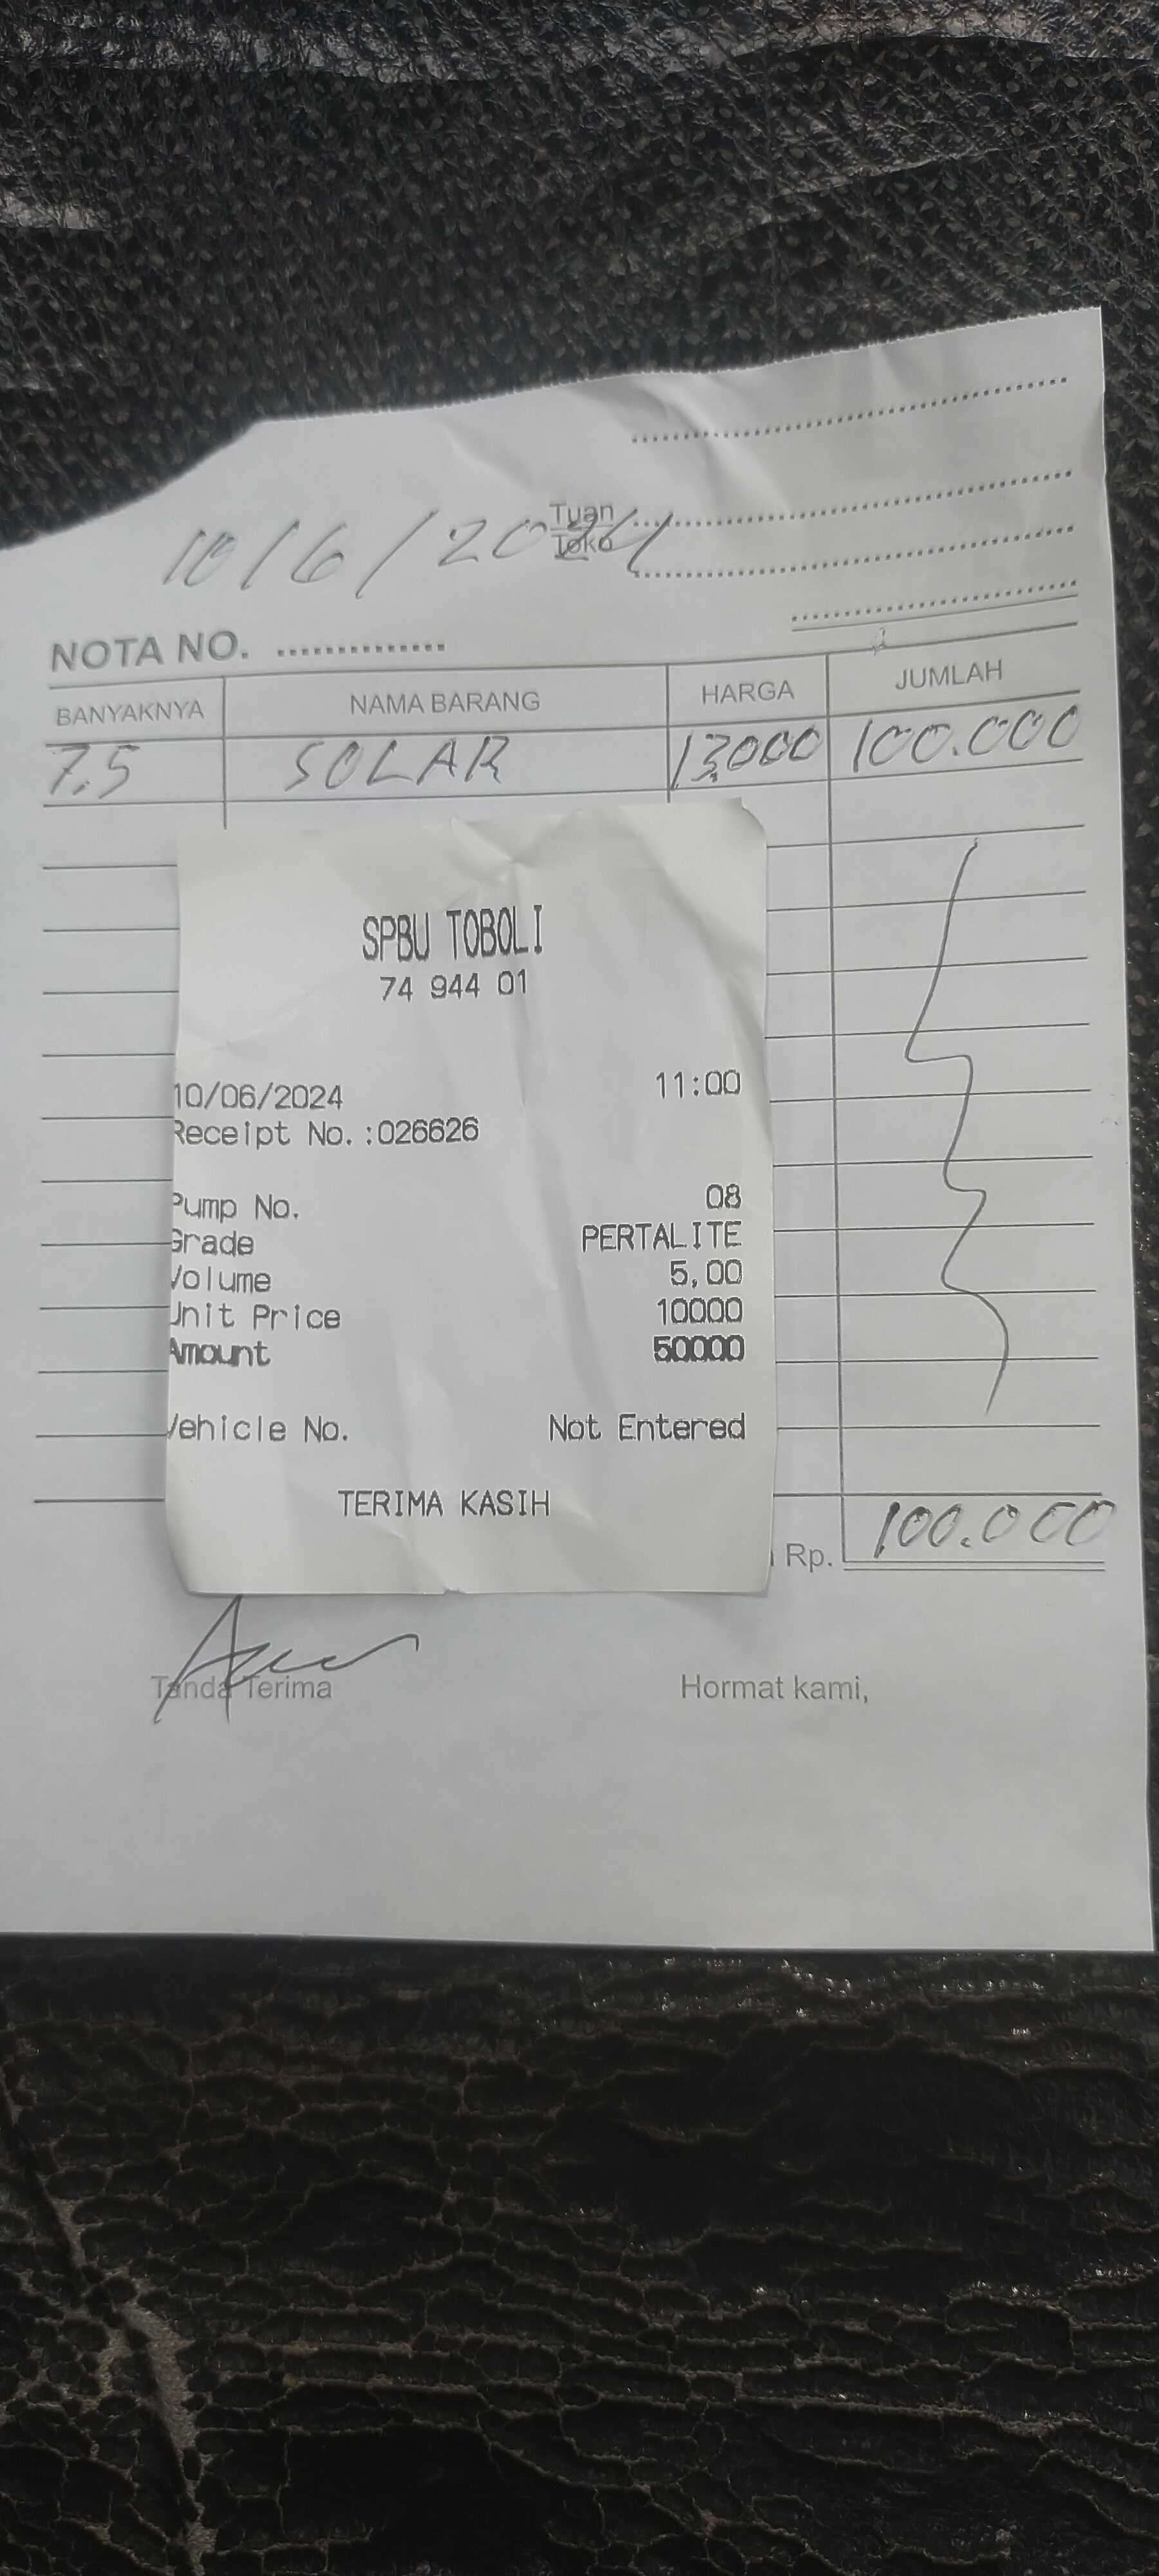 10/6/2024
Tuan
Toko
NOTA NO.
BANYAKNYA NAMA BARANG HARGA JUMLAH
7.5 SOLAR 13.000 100.000
SPBU TOBOLI
74 944 01
10/06/2024 11:00
Receipt No.:026626
Pump No. 08
Grade PERTALITE
Volume 5,00
Unit Price 10000
Amount 50000
Vehicle No. Not Entered
TERIMA KASIH
Rp. 100.000
Tanda Terima Hormat kami,